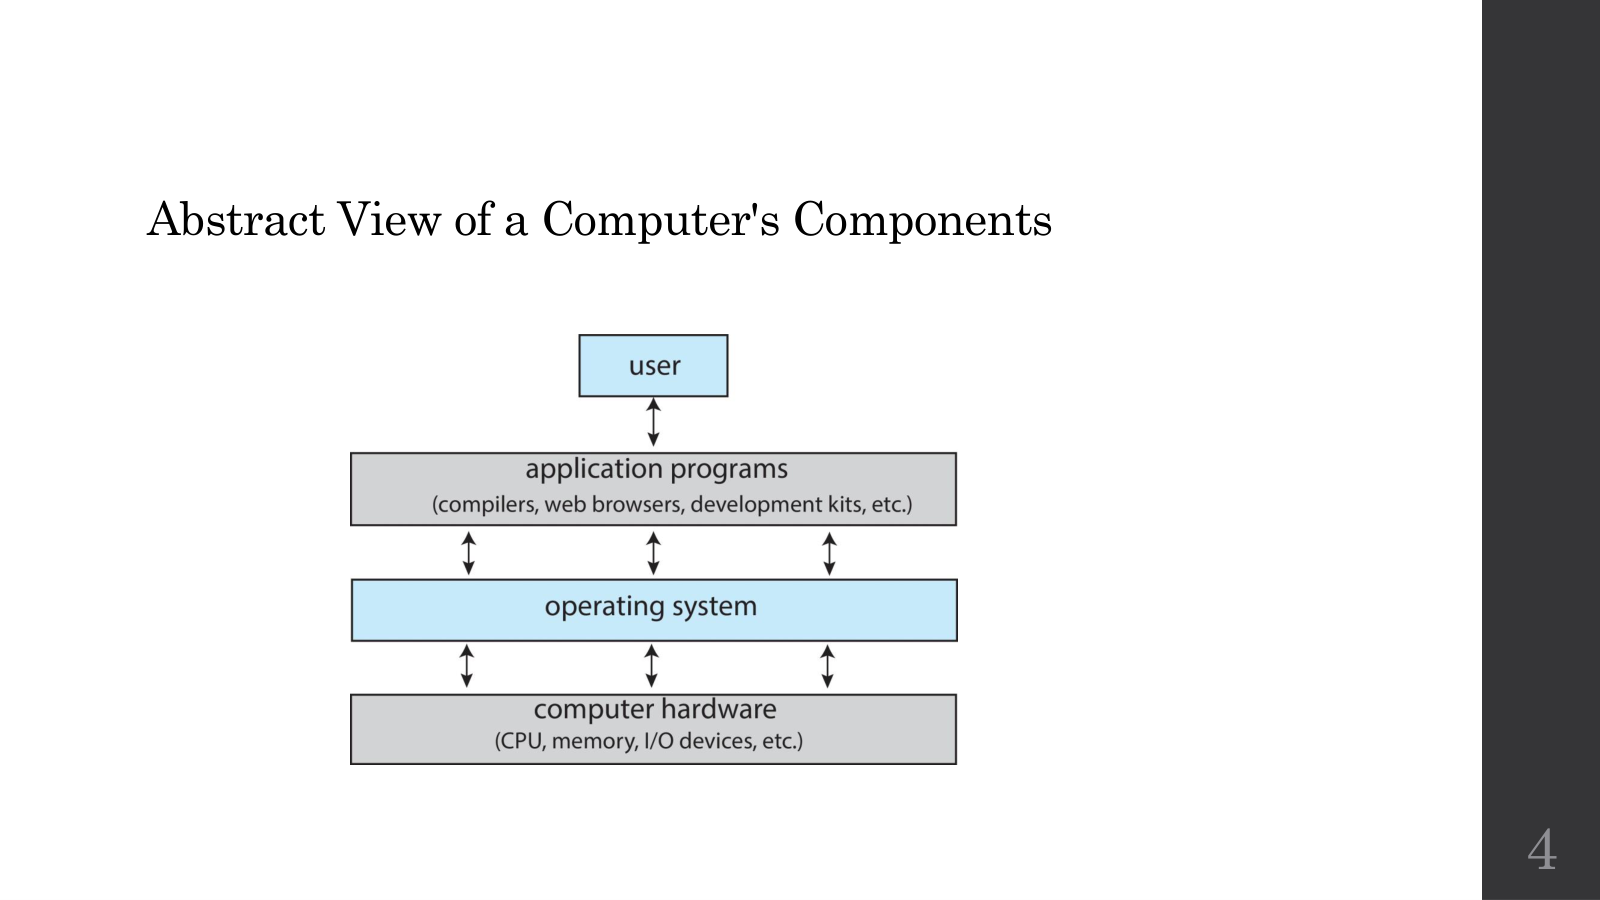 Abstract View of a Computer's Components
user
application programs
(compilers, web browsers, development kits, etc.)
operating system
computer hardware
(CPU, memory, I/O devices, etc.)
4